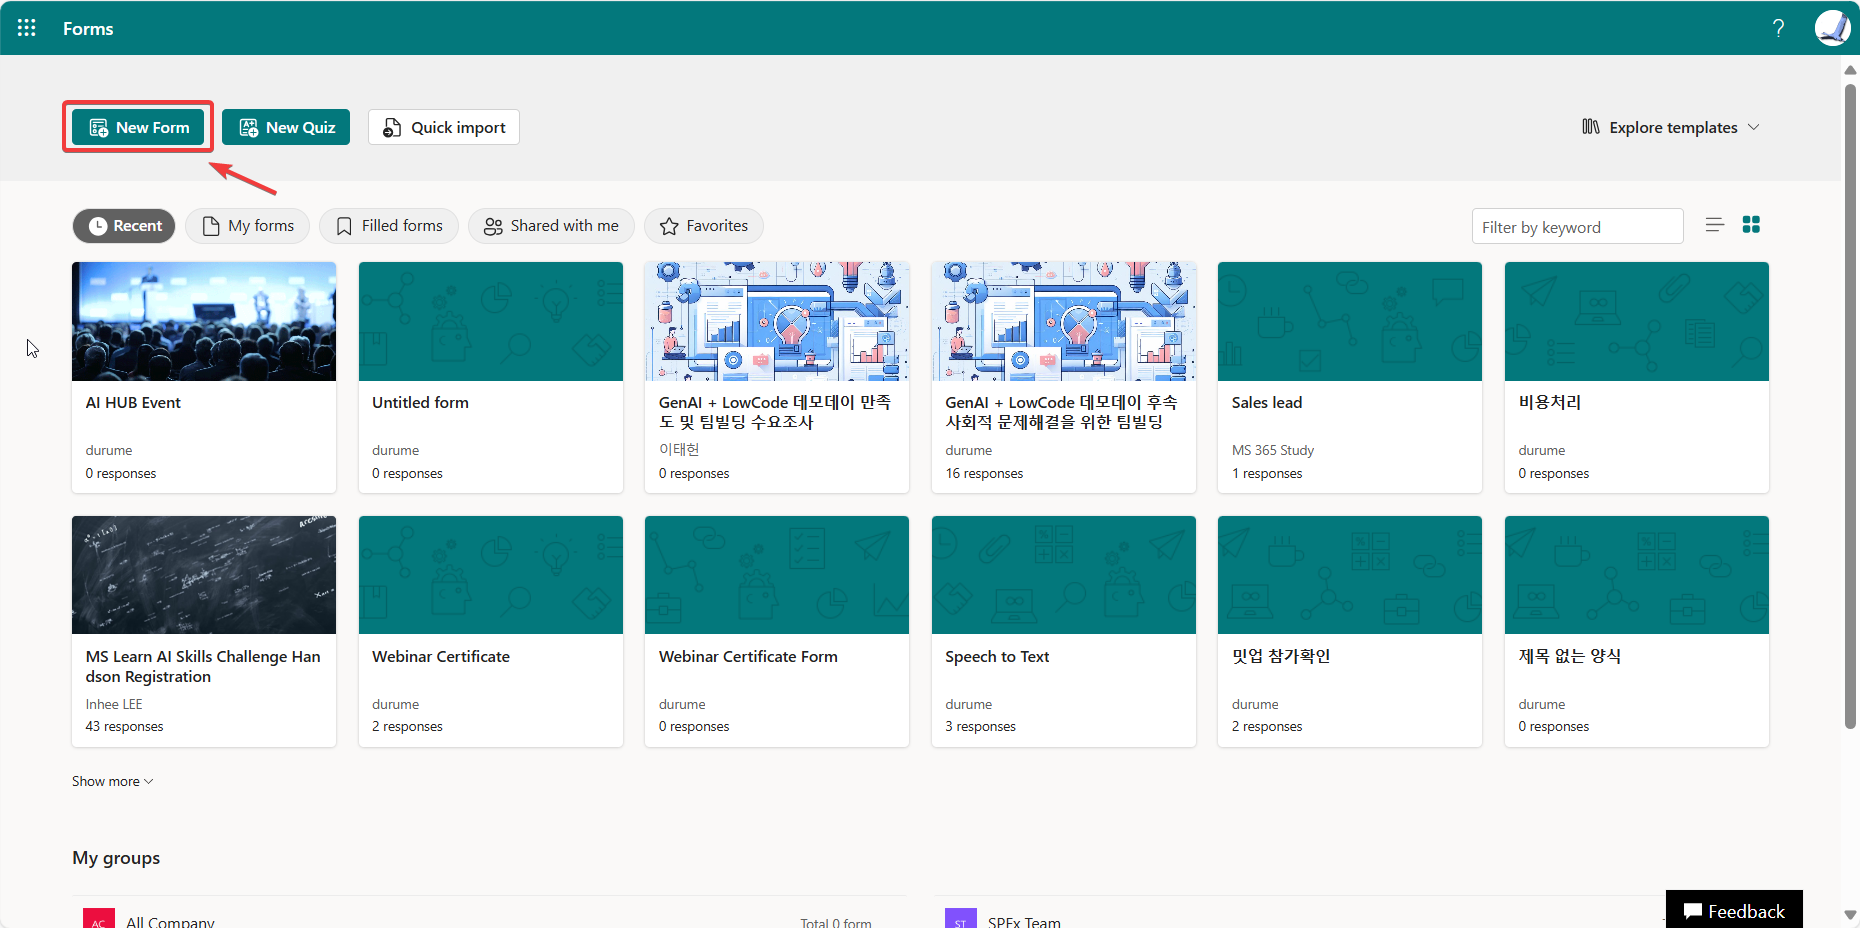 Forms
?
New Form
New Quiz
Quick import
Explore templates
Recent
My forms
Filled forms
Shared with me
Favorites
Filter by keyword
AI HUB Event
durume
0 responses
Untitled form
durume
0 responses
GenAI + LowCode 데모데이 만족
도 및 팀빌딩 수요조사
이태헌
0 responses
GenAI + LowCode 데모데이 후속
사회적 문제해결을 위한 팀빌딩
durume
16 responses
Sales lead
MS 365 Study
1 responses
비용처리
durume
0 responses
MS Learn AI Skills Challenge Han
dson Registration
Inhee LEE
43 responses
Webinar Certificate
durume
2 responses
Webinar Certificate Form
durume
0 responses
Speech to Text
durume
3 responses
밋업 참가확인
durume
2 responses
제목 없는 양식
durume
0 responses
Show more
My groups
AC
All Company
Total 0 form
ST
SPFx Team
Feedback